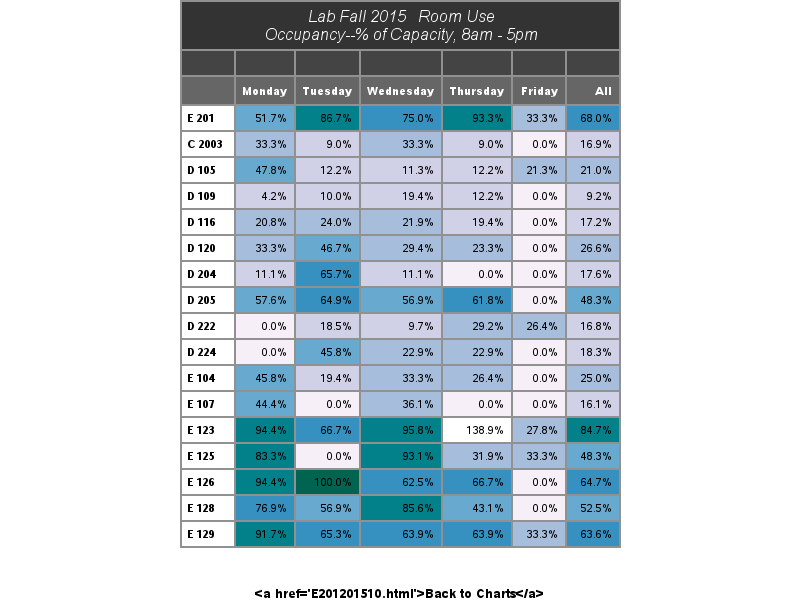 Lab Fall 2015 Room Use
Occupancy--% of Capacity, 8am - 5pm
Monday Tuesday Wednesday Thursday Friday All
E 201 51.7% 86.7% 75.0% 93.3% 33.3% 68.0%
C 2003 33.3% 9.0% 33.3% 9.0% 0.0% 16.9%
D 105 47.8% 12.2% 11.3% 12.2% 21.3% 21.0%
D 109 4.2% 10.0% 19.4% 12.2% 0.0% 9.2%
D 116 20.8% 24.0% 21.9% 19.4% 0.0% 17.2%
D 120 33.3% 46.7% 29.4% 23.3% 0.0% 26.6%
D 204 11.1% 65.7% 11.1% 0.0% 0.0% 17.6%
D 205 57.6% 64.9% 56.9% 61.8% 0.0% 48.3%
D 222 0.0% 18.5% 9.7% 29.2% 26.4% 16.8%
D 224 0.0% 45.8% 22.9% 22.9% 0.0% 18.3%
E 104 45.8% 19.4% 33.3% 26.4% 0.0% 25.0%
E 107 44.4% 0.0% 36.1% 0.0% 0.0% 16.1%
E 123 94.4% 66.7% 95.8% 138.9% 27.8% 84.7%
E 125 83.3% 0.0% 93.1% 31.9% 33.3% 48.3%
E 126 94.4% 100.0% 62.5% 66.7% 0.0% 64.7%
E 128 76.9% 56.9% 85.6% 43.1% 0.0% 52.5%
E 129 91.7% 65.3% 63.9% 63.9% 33.3% 63.6%
<a href='E201201510.html'>Back to Charts</a>